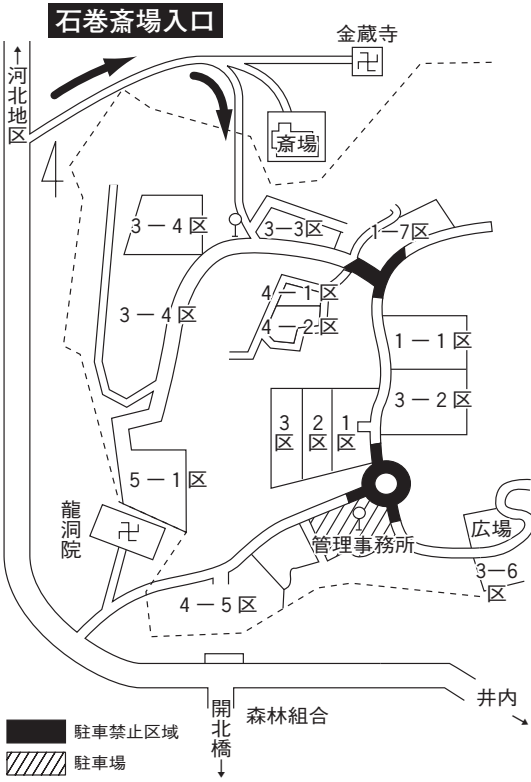 石巻斎場入口
金蔵寺
卍
←河北地区
斎場
3－4区
3－3区
1－7区
4－1区
3－4区
4－2区
1－1区
3－2区
3区
2区
1区
5－1区
龍洞院
卍
広場
管理事務所
3－6区
4－5区
井内
開北橋
森林組合
駐車禁止区域
駐車場